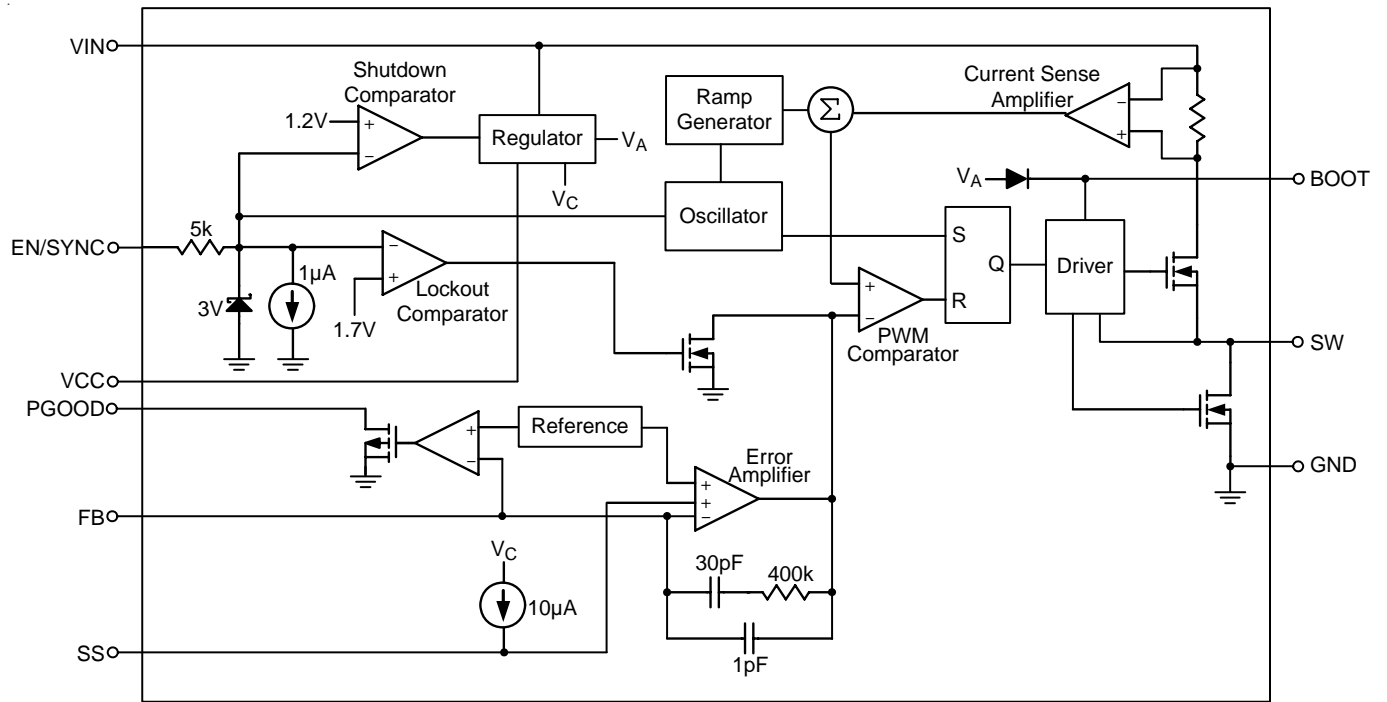 VIN
Shutdown
Comparator
1.2V
+
−
Regulator
VA
VC
Ramp
Generator
Σ
Current Sense
Amplifier
−
+
VA
BOOT
Oscillator
EN/SYNC
5k
3V
1µA
−
+
1.7V
Lockout
Comparator
S
R
Q
Driver
+
−
PWM
Comparator
SW
VCC
PGOOD
+
−
Reference
Error
Amplifier
+
+
−
GND
FB
VC
10µA
30pF
400k
1pF
SS